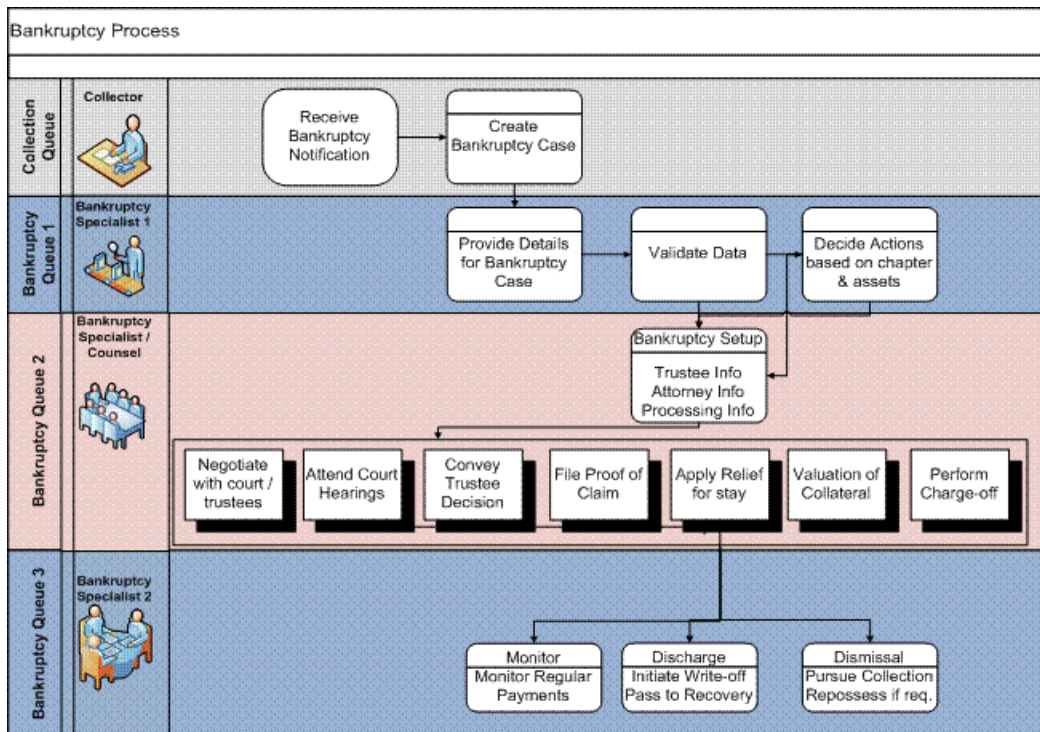 Bankruptcy Process
Collection
Queue
Collector
Receive
Bankruptcy
Notification
Create
Bankruptcy Case
Bankruptcy
Queue 1
Bankruptcy
Specialist 1
Provide Details
for Bankruptcy
Case
Validate Data
Decide Actions
based on chapter
& assets
Bankruptcy Queue 2
Bankruptcy
Specialist /
Counsel
Bankruptcy Setup
Trustee Info
Attorney Info
Processing Info
Negotiate
with court /
trustees
Attend Court
Hearings
Convey
Trustee
Decision
File Proof of
Claim
Apply Relief
for stay
Valuation of
Collateral
Perform
Charge-off
Bankruptcy Queue 3
Bankruptcy
Specialist 2
Monitor
Monitor Regular
Payments
Discharge
Initiate Write-off
Pass to Recovery
Dismissal
Pursue Collection
Repossess if req.